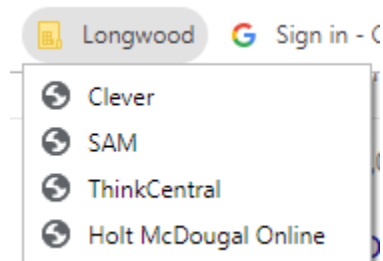 Longwood Sign in -
Clever
SAM
ThinkCentral
Holt McDougal Online